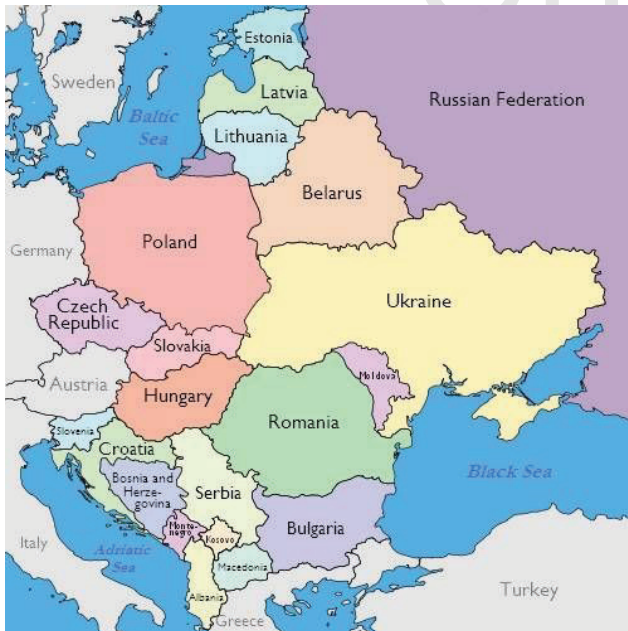 Estonia
Sweden
Latvia
Russian Federation
Baltic
Sea
Lithuania
Belarus
Poland
Germany
Ukraine
Czech
Republic
Slovakia
Moldova
Austria
Hungary
Romania
Slovenia
Croatia
Bosnia and
Herze-
govina
Serbia
Black Sea
Monte-
negro
Kosovo
Bulgaria
Italy
Adriatic
Sea
Macedonia
Albania
Turkey
Greece